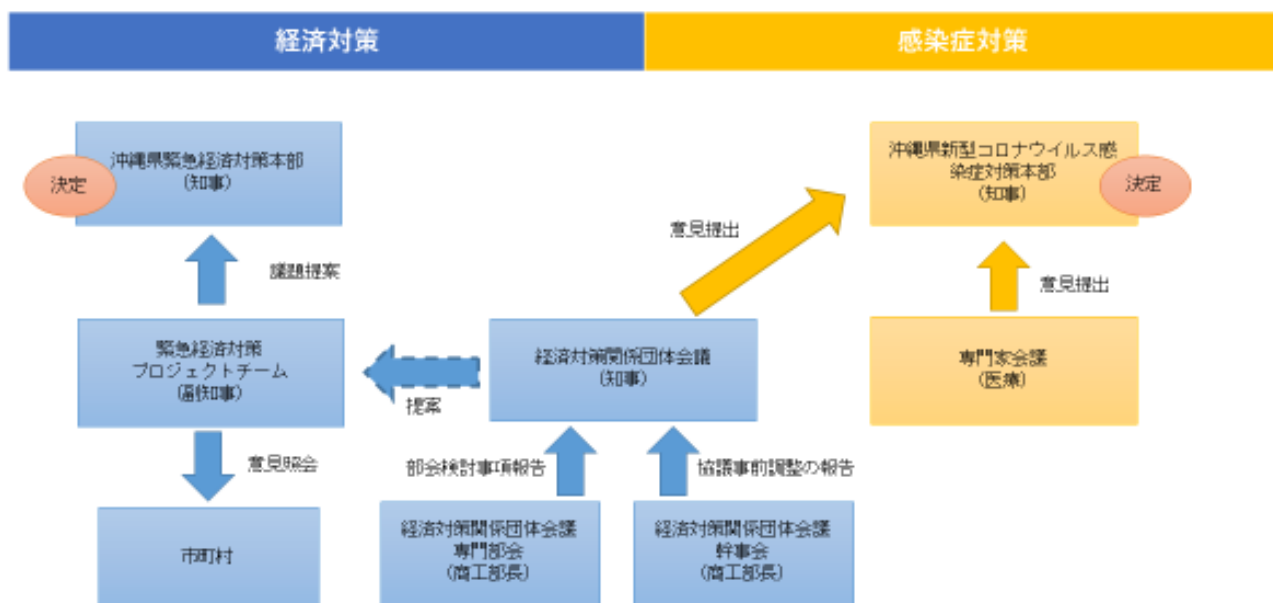 経済対策
感染症対策
沖縄県緊急経済対策本部
(知事)
決定
沖縄県新型コロナウイルス感
染症対策本部
(知事)
決定
意見提出
議題提案
意見提出
緊急経済対策
プロジェクトチーム
(副知事)
経済対策関係団体会議
(知事)
専門家会議
(医療)
提案
意見照会
部会検討事項報告
協議事前調整の報告
市町村
経済対策関係団体会議
専門部会
(商工部長)
経済対策関係団体会議
幹事会
(商工部長)